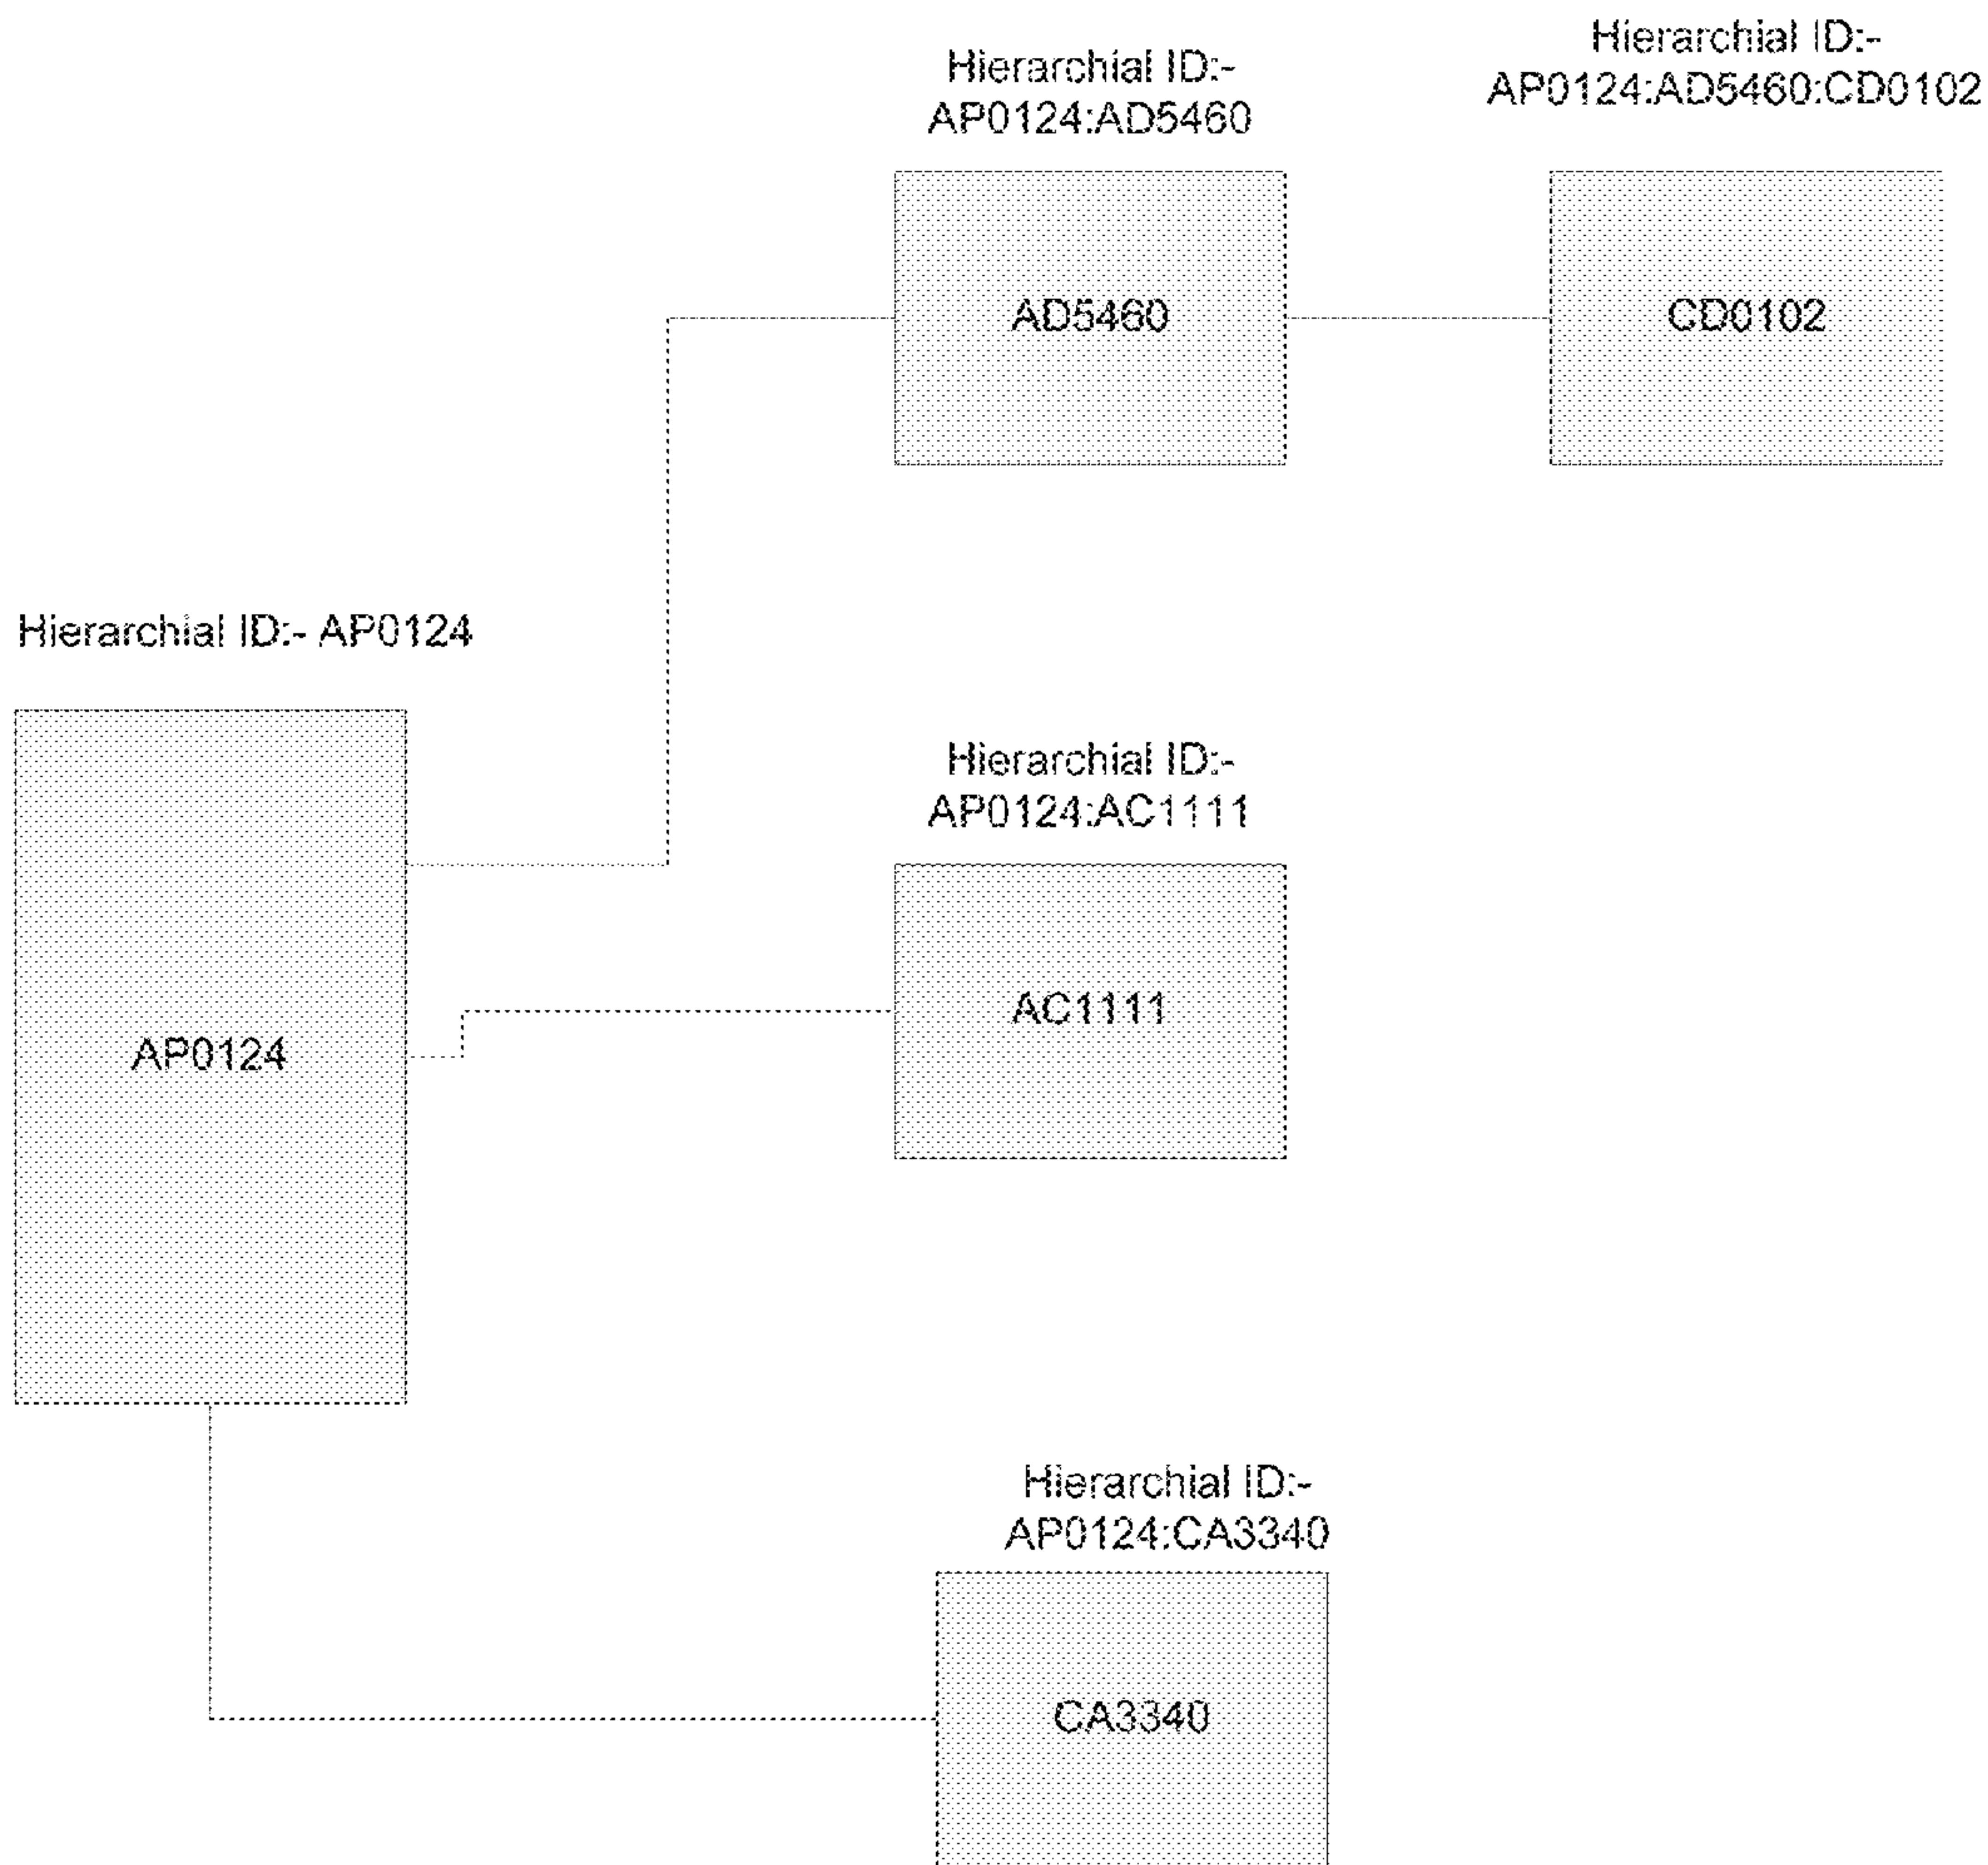 Hierarchial ID:-
AP0124:AD5460:CD0102
Hierarchial ID:-
AP0124:AD5460
AD5460
CD0102
Hierarchial ID:- AP0124
Hierarchial ID:-
AP0124:AC1111
AC1111
AP0124
Hierarchial ID:-
AP0124:CA3340
CA3340